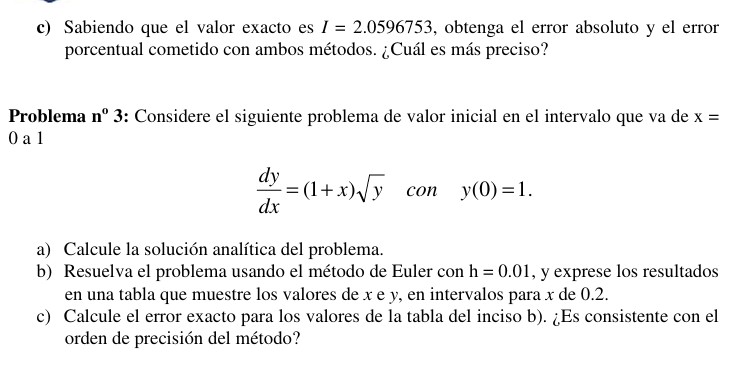 c) Sabiendo que el valor exacto es I = 2.0596753, obtenga el error absoluto y el error
porcentual cometido con ambos métodos. ¿Cuál es más preciso?
Problema nº 3: Considere el siguiente problema de valor inicial en el intervalo que va de x =
0 a 1
dy/dx = (1+x)√y con y(0)=1.
a) Calcule la solución analítica del problema.
b) Resuelva el problema usando el método de Euler con h = 0.01, y exprese los resultados
en una tabla que muestre los valores de x e y, en intervalos para x de 0.2.
c) Calcule el error exacto para los valores de la tabla del inciso b). ¿Es consistente con el
orden de precisión del método?